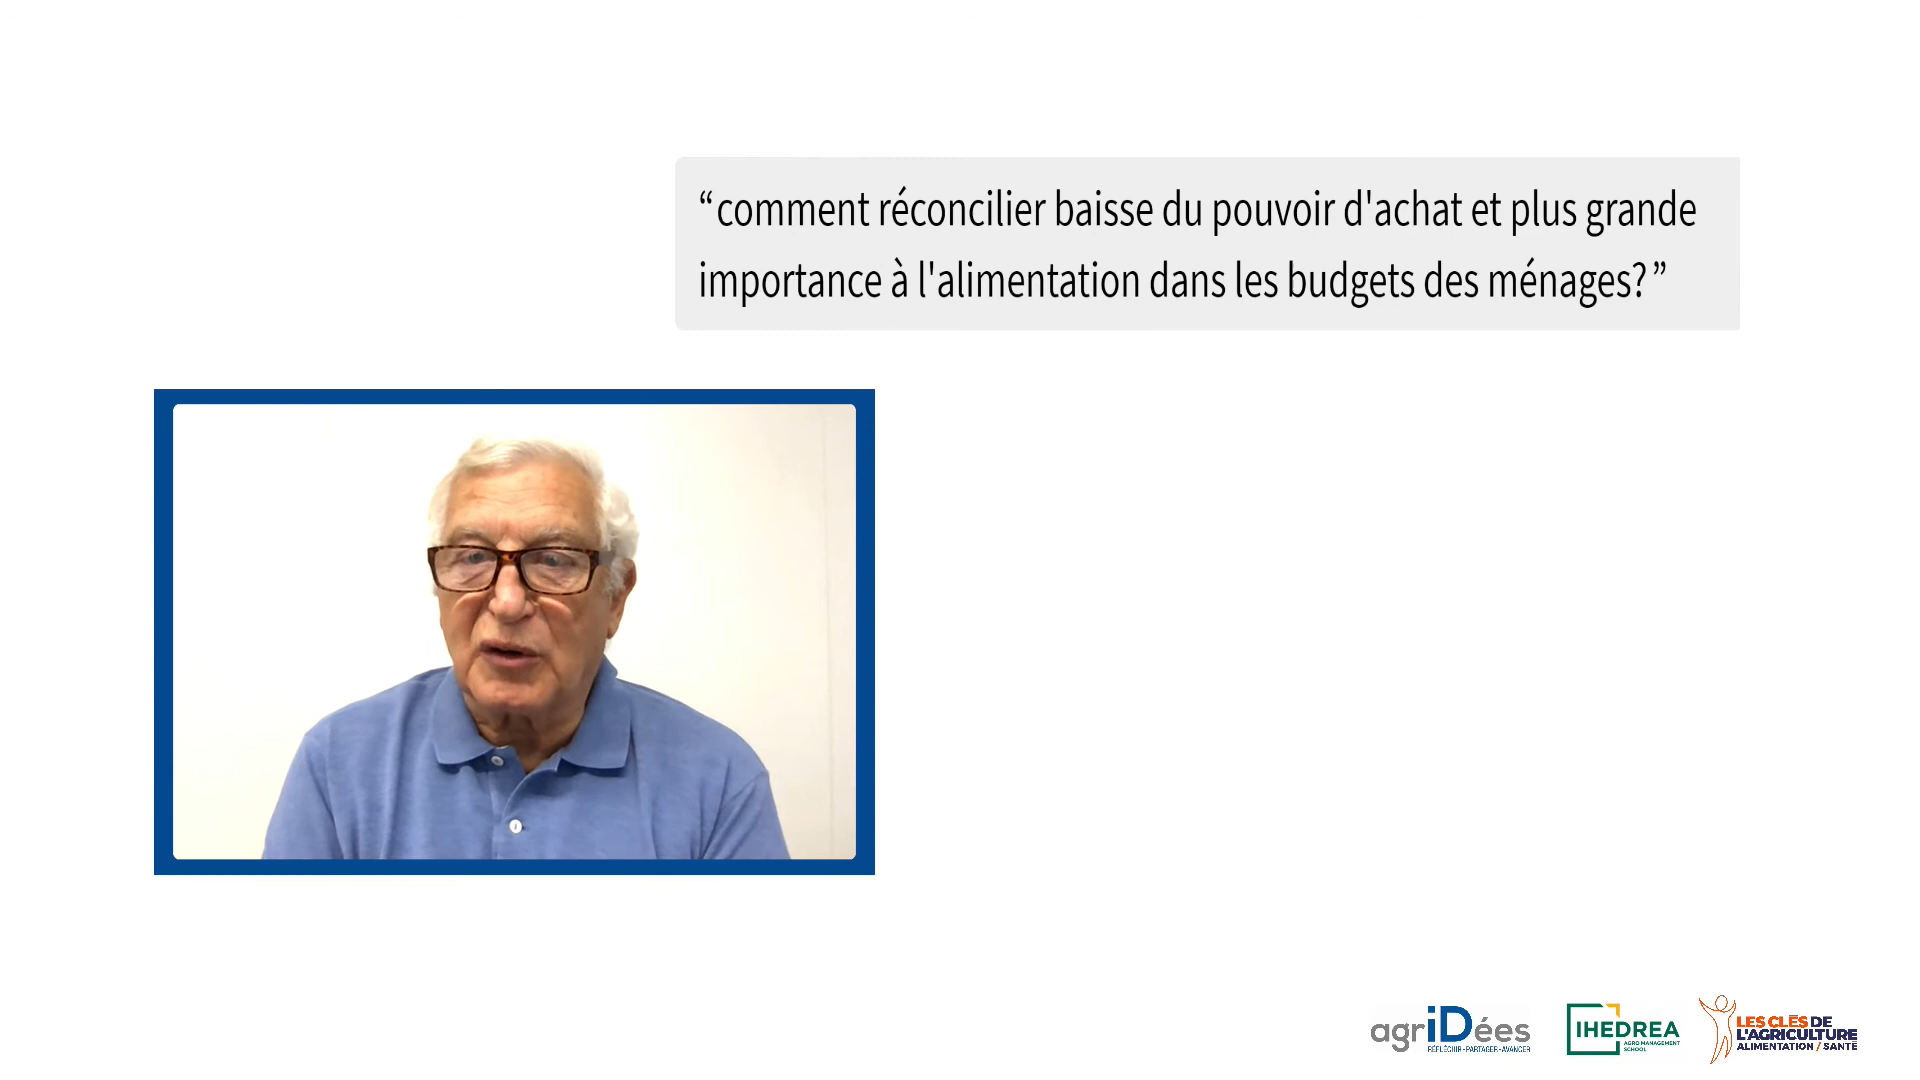 “comment réconcilier baisse du pouvoir d'achat et plus grande
importance à l'alimentation dans les budgets des ménages?”
agriDées
RÉFLÉCHIR•PARTAGER•AVANCER
IHEDREA
AGRO MANAGEMENT
SCHOOL
LES CLÉS DE
L'AGRICULTURE
ALIMENTATION / SANTÉ